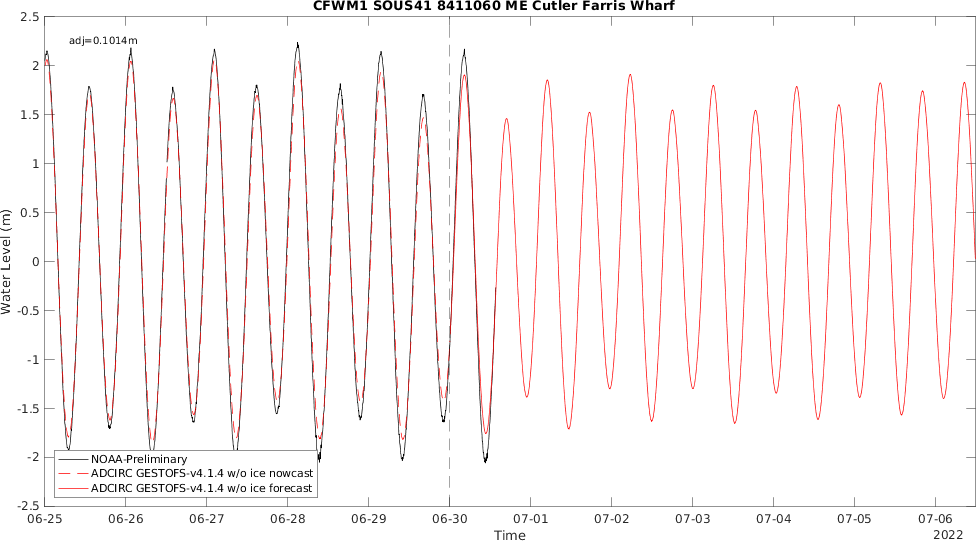 CFWM1 SOUS41 8411060 ME Cutler Farris Wharf
adj=0.1014m
2.5
2
1.5
1
0.5
0
-0.5
-1
-1.5
-2
-2.5
Water Level (m)
NOAA-Preliminary
ADCIRC GESTOFS-v4.1.4 w/o ice nowcast
ADCIRC GESTOFS-v4.1.4 w/o ice forecast
06-25 06-26 06-27 06-28 06-29 06-30 07-01 07-02 07-03 07-04 07-05 07-06
Time
2022